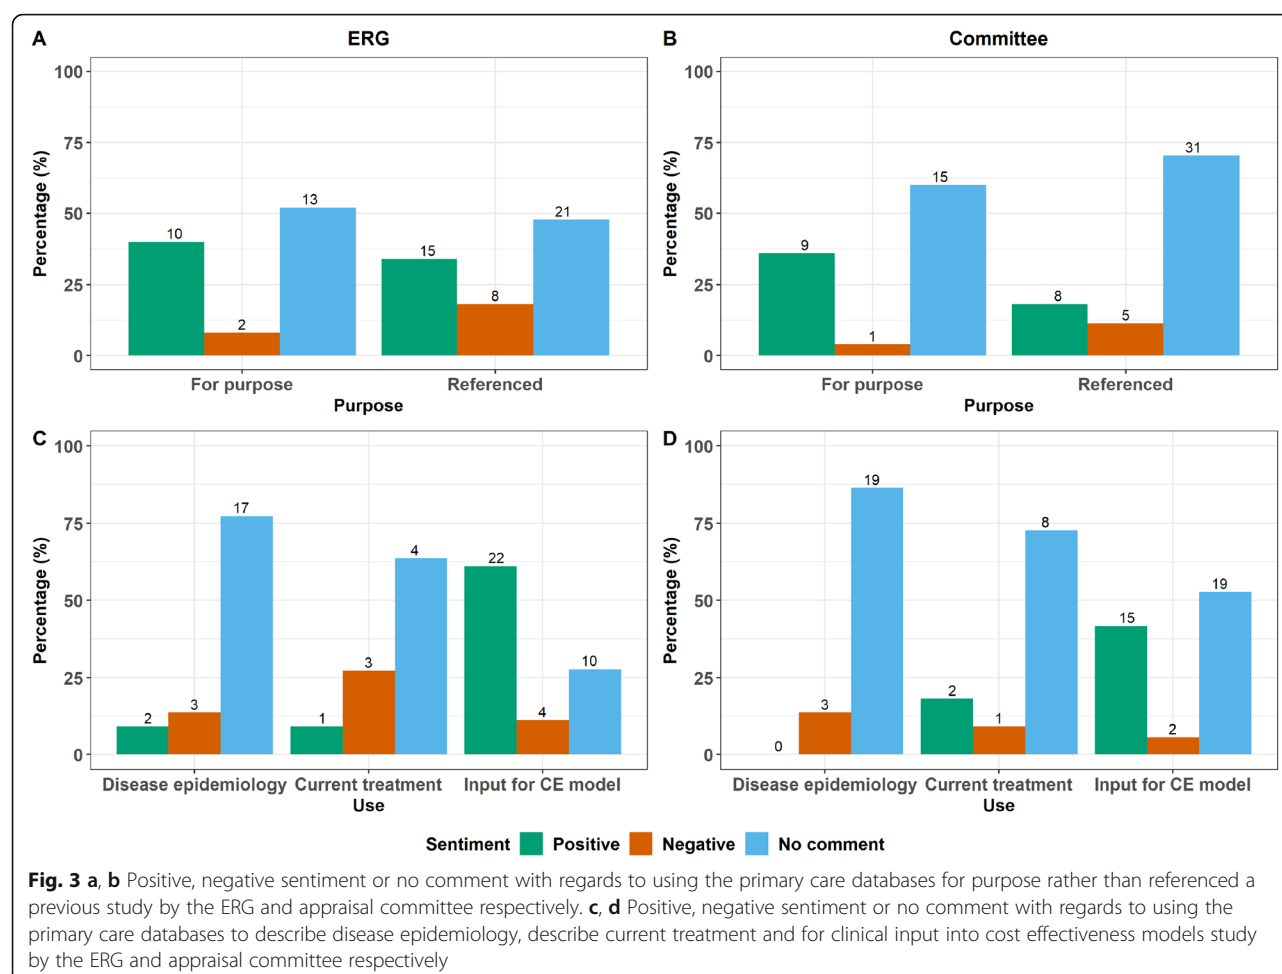 A ERG
100
75
50
25
0
Percentage (%)
10
2
13
15
8
21
For purpose Referenced
Purpose
B Committee
100
75
50
25
0
Percentage (%)
9
1
15
8
5
31
For purpose Referenced
Purpose
C
100
75
50
25
0
Percentage (%)
2
3
17
1
3
4
22
4
10
Disease epidemiology Current treatment Input for CE model
Use
D
100
75
50
25
0
Percentage (%)
0
3
19
2
1
8
15
2
19
Disease epidemiology Current treatment Input for CE model
Use
Sentiment Positive Negative No comment
Fig. 3 a, b Positive, negative sentiment or no comment with regards to using the primary care databases for purpose rather than referenced a
previous study by the ERG and appraisal committee respectively. c, d Positive, negative sentiment or no comment with regards to using the
primary care databases to describe disease epidemiology, describe current treatment and for clinical input into cost effectiveness models study
by the ERG and appraisal committee respectively